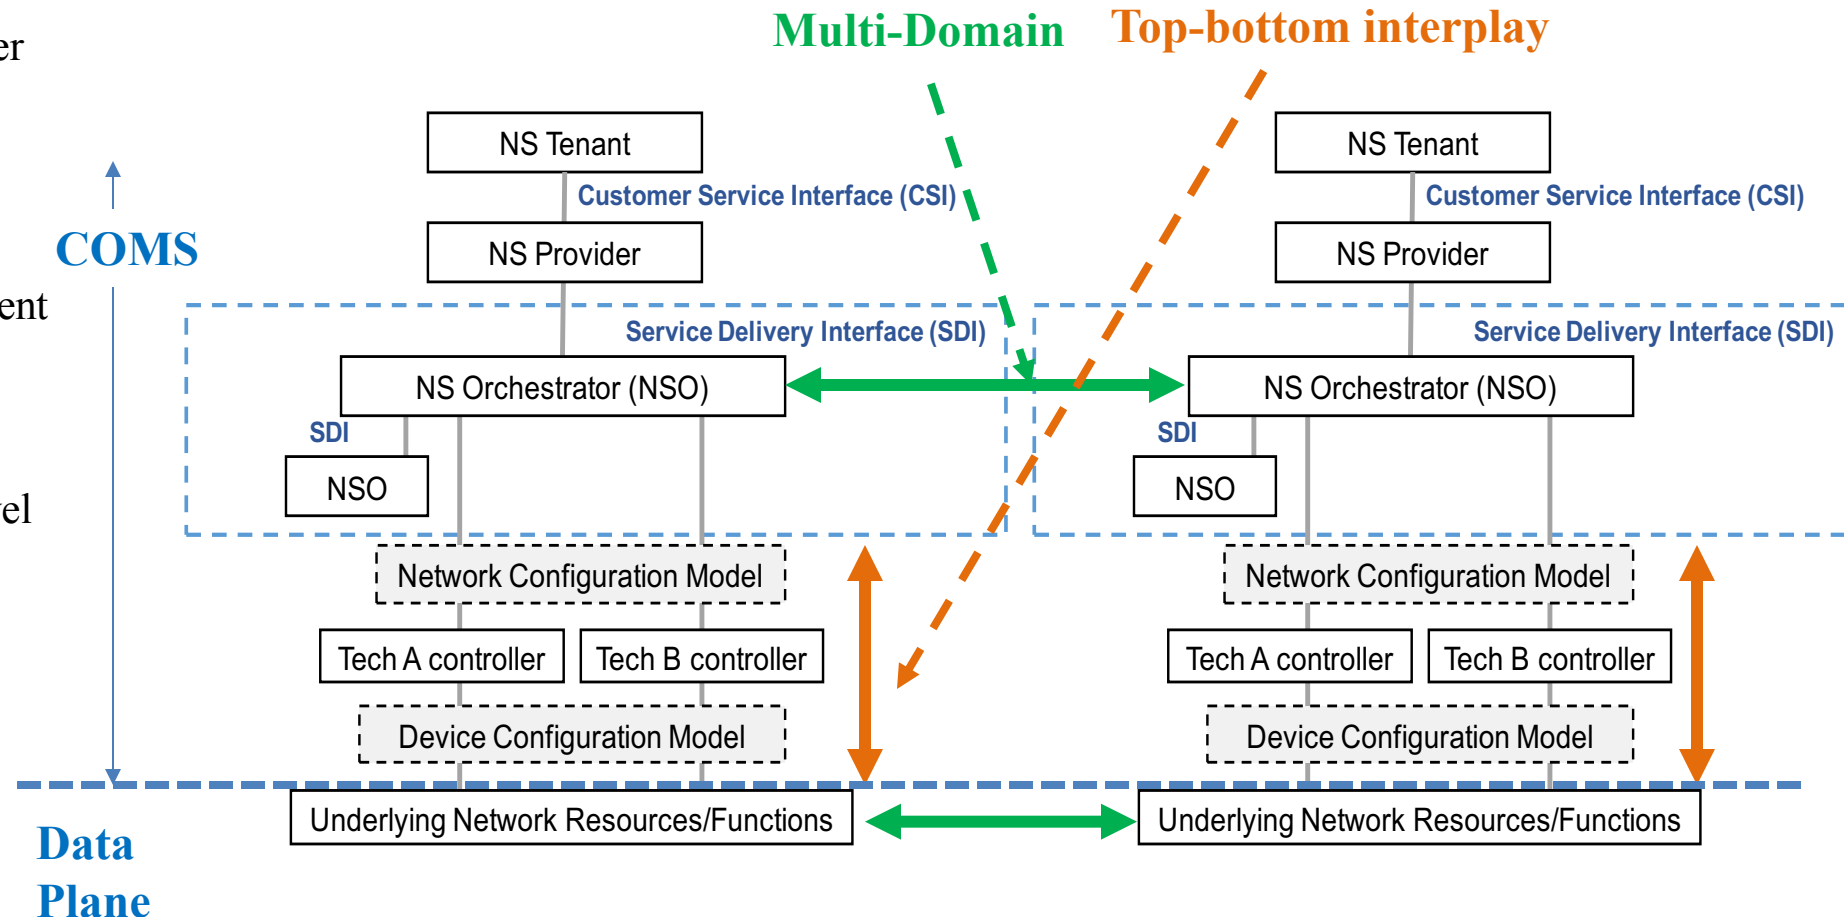 Multi-Domain
Top-bottom interplay
er
NS Tenant
NS Tenant
Customer Service Interface (CSI)
Customer Service Interface (CSI)
COMS
NS Provider
NS Provider
ent
Service Delivery Interface (SDI)
Service Delivery Interface (SDI)
NS Orchestrator (NSO)
NS Orchestrator (NSO)
SDI
SDI
NSO
NSO
vel
Network Configuration Model
Network Configuration Model
Tech A controller
Tech B controller
Tech A controller
Tech B controller
Device Configuration Model
Device Configuration Model
Underlying Network Resources/Functions
Underlying Network Resources/Functions
Data
Plane